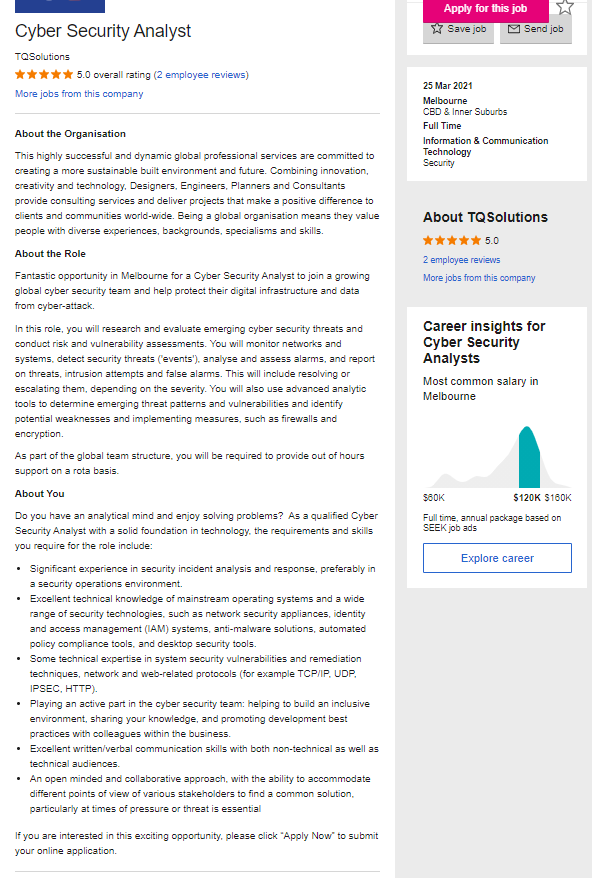 Cyber Security Analyst
TQSolutions
5.0 overall rating (2 employee reviews)
More jobs from this company
About the Organisation
This highly successful and dynamic global professional services are committed to
creating a more sustainable built environment and future. Combining innovation,
creativity and technology, Designers, Engineers, Planners and Consultants
provide consulting services and deliver projects that make a positive difference to
clients and communities world-wide. Being a global organisation means they value
people with diverse experiences, backgrounds, specialisms and skills.
About the Role
Fantastic opportunity in Melbourne for a Cyber Security Analyst to join a growing
global cyber security team and help protect their digital infrastructure and data
from cyber-attack.
In this role, you will research and evaluate emerging cyber security threats and
conduct risk and vulnerability assessments. You will monitor networks and
systems, detect security threats ('events'), analyse and assess alarms, and report
on threats, intrusion attempts and false alarms. This will include resolving or
escalating them, depending on the severity. You will also use advanced analytic
tools to determine emerging threat patterns and vulnerabilities and identify
potential weaknesses and implementing measures, such as firewalls and
encryption.
As part of the global team structure, you will be required to provide out of hours
support on a rota basis.
About You
Do you have an analytical mind and enjoy solving problems?  As a qualified Cyber
Security Analyst with a solid foundation in technology, the requirements and skills
you require for the role include:
• Significant experience in security incident analysis and response, preferably in
a security operations environment.
• Excellent technical knowledge of mainstream operating systems and a wide
range of security technologies, such as network security appliances, identity
and access management (IAM) systems, anti-malware solutions, automated
policy compliance tools, and desktop security tools.
• Some technical expertise in system security vulnerabilities and remediation
techniques, network and web-related protocols (for example TCP/IP, UDP,
IPSEC, HTTP).
• Playing an active part in the cyber security team: helping to build an inclusive
environment, sharing your knowledge, and promoting development best
practices with colleagues within the business.
• Excellent written/verbal communication skills with both non-technical as well as
technical audiences.
• An open minded and collaborative approach, with the ability to accommodate
different points of view of various stakeholders to find a common solution,
particularly at times of pressure or threat is essential
If you are interested in this exciting opportunity, please click "Apply Now" to submit
your online application.
Apply for this job
Save job
Send job
25 Mar 2021
Melbourne
CBD & Inner Suburbs
Full Time
Information & Communication
Technology
Security
About TQSolutions
5.0
2 employee reviews
More jobs from this company
Career insights for
Cyber Security
Analysts
Most common salary in
Melbourne
$60K $120K $160K
Full time, annual package based on
SEEK job ads
Explore career